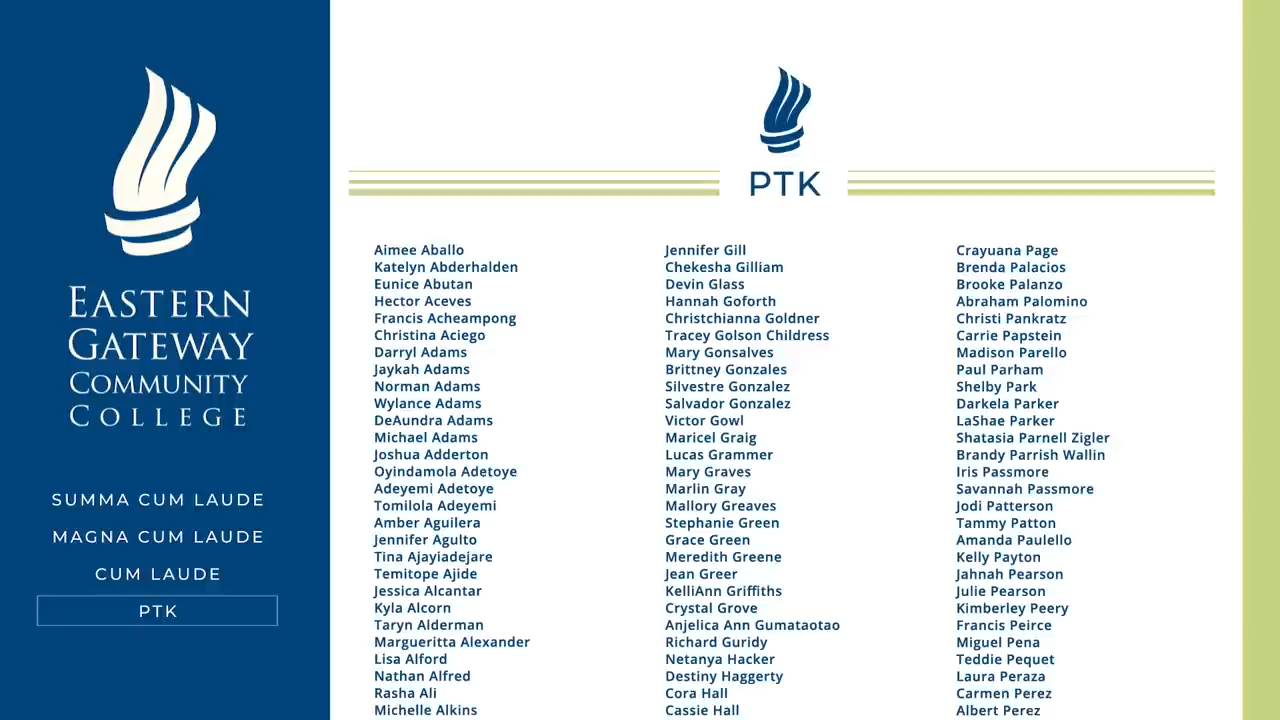 EASTERN
GATEWAY
COMMUNITY
COLLEGE
SUMMA CUM LAUDE
MAGNA CUM LAUDE
CUM LAUDE
PTK
PTK
Aimee Aballo
Katelyn Abderhalden
Eunice Abutan
Hector Aceves
Francis Acheampong
Christina Aciego
Darryl Adams
Jaykah Adams
Norman Adams
Wylance Adams
DeAundra Adams
Michael Adams
Joshua Adderton
Oyindamola Adetoye
Adeyemi Adetoye
Tomilola Adeyemi
Amber Aguilera
Jennifer Agulto
Tina Ajayiadejare
Temitope Ajide
Jessica Alcantar
Kyla Alcorn
Taryn Alderman
Margueritta Alexander
Lisa Alford
Nathan Alfred
Rasha Ali
Michelle Alkins
Jennifer Gill
Chekesha Gilliam
Devin Glass
Hannah Goforth
Christchianna Goldner
Tracey Golson Childress
Mary Gonsalves
Brittney Gonzales
Silvestre Gonzalez
Salvador Gonzalez
Victor Gowl
Maricel Graig
Lucas Grammer
Mary Graves
Marlin Gray
Mallory Greaves
Stephanie Green
Grace Green
Meredith Greene
Jean Greer
KelliAnn Griffiths
Crystal Grove
Anjelica Ann Gumataotao
Richard Guridy
Netanya Hacker
Destiny Haggerty
Cora Hall
Cassie Hall
Crayuana Page
Brenda Palacios
Brooke Palanzo
Abraham Palomino
Christi Pankratz
Carrie Papstein
Madison Parello
Paul Parham
Shelby Park
Darkela Parker
LaShae Parker
Shatasia Parnell Zigler
Brandy Parrish Wallin
Iris Passmore
Savannah Passmore
Jodi Patterson
Tammy Patton
Amanda Paulello
Kelly Payton
Jahnah Pearson
Julie Pearson
Kimberley Peery
Francis Peirce
Miguel Pena
Teddie Pequet
Laura Peraza
Carmen Perez
Albert Perez